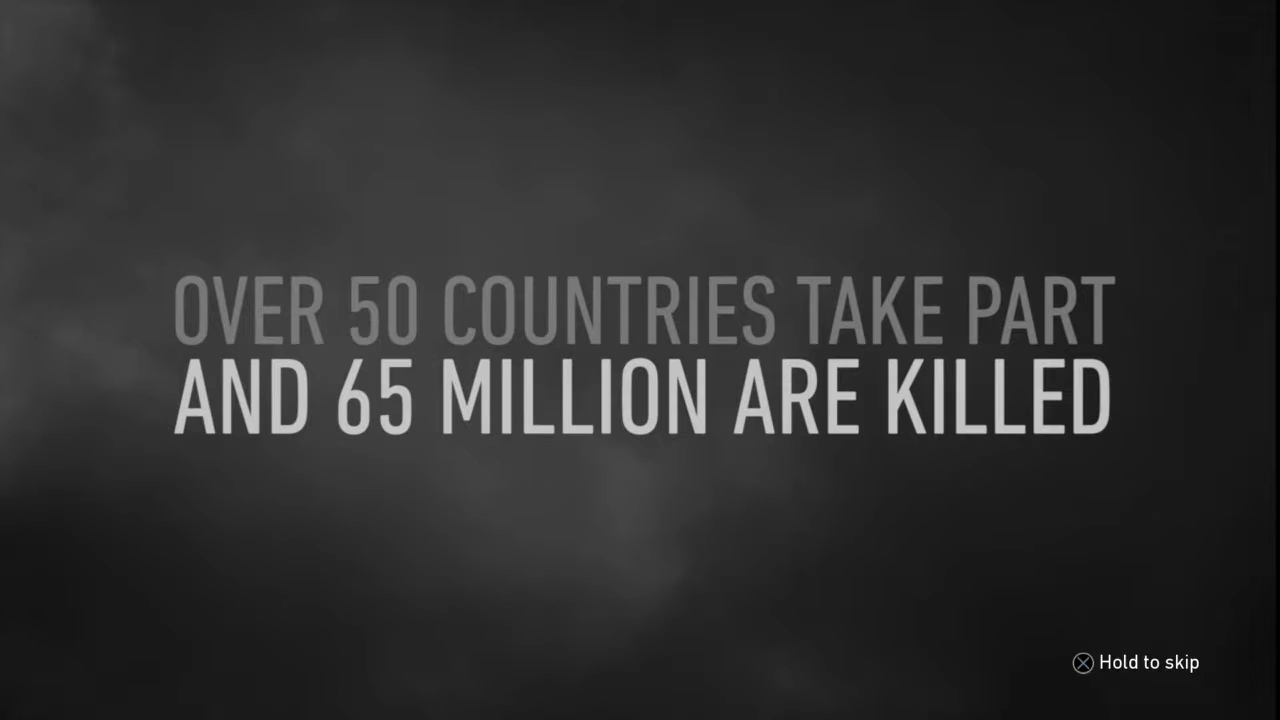 OVER 50 COUNTRIES TAKE PART
AND 65 MILLION ARE KILLED
Hold to skip